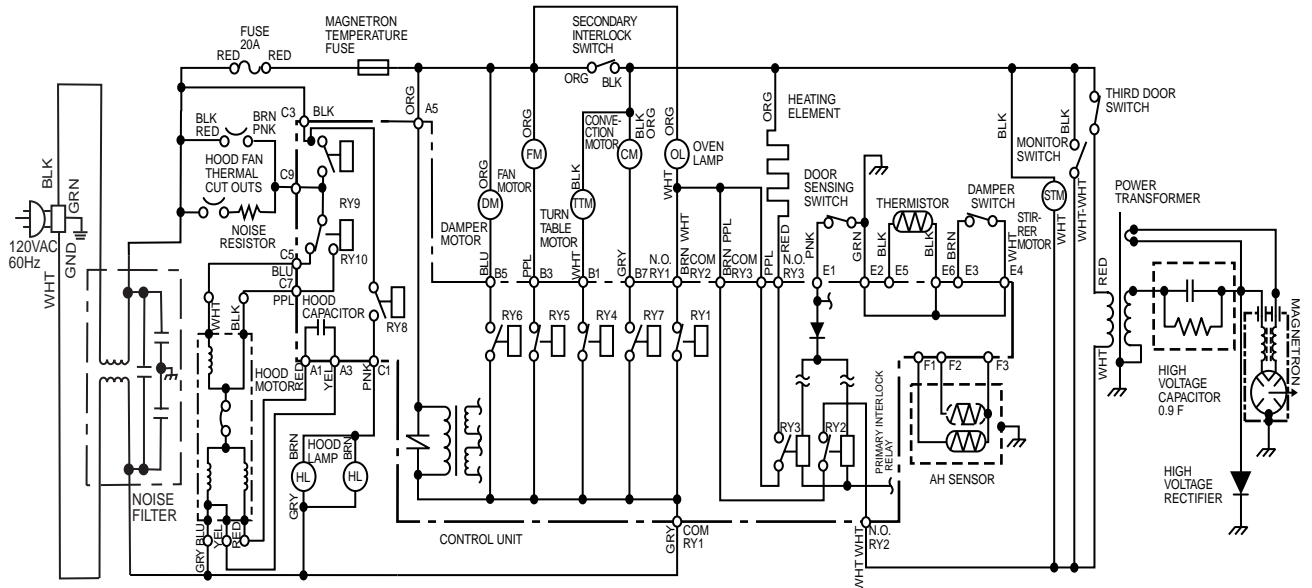 FUSE
20A
RED
RED
MAGNETRON
TEMPERATURE
FUSE
SECONDARY
INTERLOCK
SWITCH
ORG
BLK
BLK
RED
BRN
PNK
C3
BLK
ORG
A5
ORG
ORG
BLK
CONVE-
CTION
MOTOR
BLK
ORG
ORG
ORG
HEATING
ELEMENT
BLK
BLK
THIRD DOOR
SWITCH
MONITOR
SWITCH
HOOD FAN
THERMAL
CUT OUTS
C9
NOISE
RESISTOR
RY9
RY10
FM
FAN
MOTOR
CM
OL
OVEN
LAMP
DM
DAMPER
MOTOR
TTM
TURN
TABLE
MOTOR
WHT
DOOR
SENSING
SWITCH
THERMISTOR
DAMPER
SWITCH
STM
STIR-
RER
MOTOR
WHT
WHT-WHT
POWER
TRANSFORMER
BLK
GRN
120VAC
60Hz
WHT
GND
C5
BLU
C7
PPL
WHT
BLK
HOOD
CAPACITOR
RY8
BLU
B5
PPL
B3
WHT
B1
GRY
B7
N.O.
RY1
BRN WHT
COM
RY2
BRN PPL
COM
RY3
PPL
RED
N.O.
RY3
PNK
E1
GRN
E2
BLK
E5
BLK
E6
BRN
E3
WHT
E4
RED
WHT
RY6
RY5
RY4
RY7
RY1
HOOD
MOTOR
RED
A1
YEL
A3
PNK
C1
F1
F2
F3
HIGH
VOLTAGE
CAPACITOR
0.9 F
MAGNETRON
BRN
HOOD
LAMP
BRN
HL
HL
GRY
RY3
RY2
PRIMARY INTERLOCK
RELAY
AH SENSOR
HIGH
VOLTAGE
RECTIFIER
NOISE
FILTER
GRY BLU
YEL
RED
CONTROL UNIT
GRY
COM
RY1
WHT WHT
N.O.
RY2